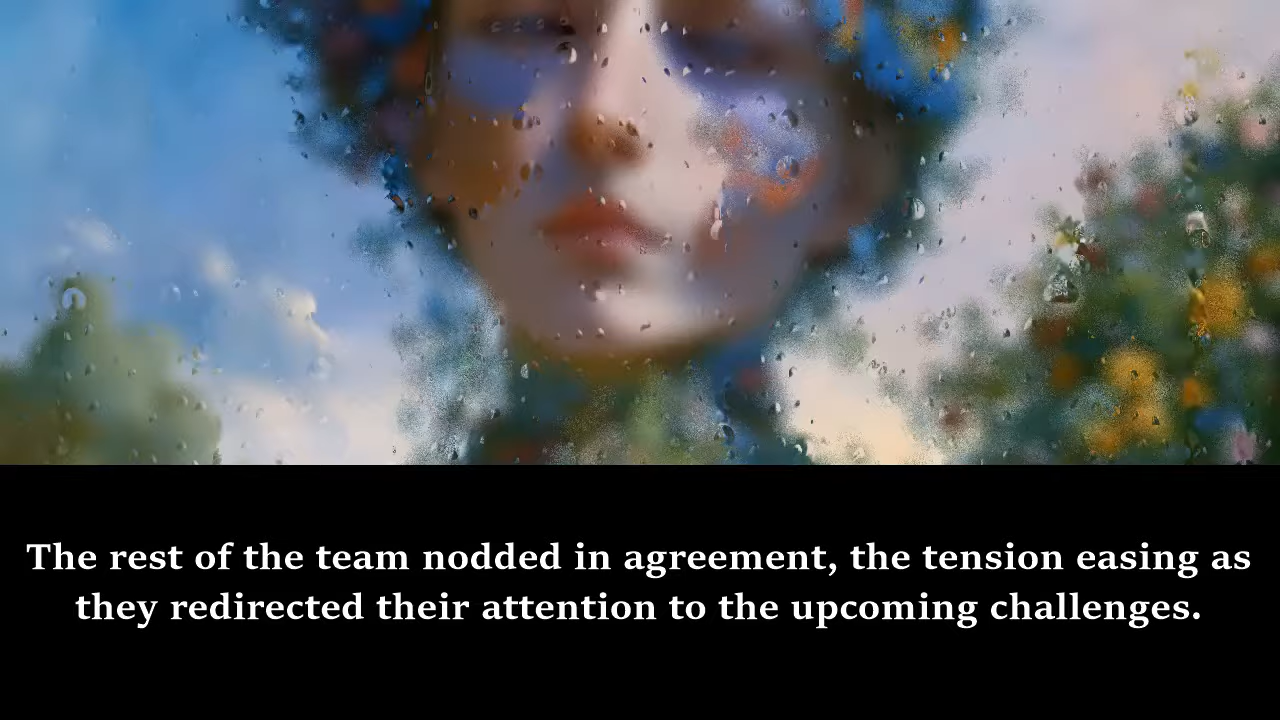 The rest of the team nodded in agreement, the tension easing as
they redirected their attention to the upcoming challenges.